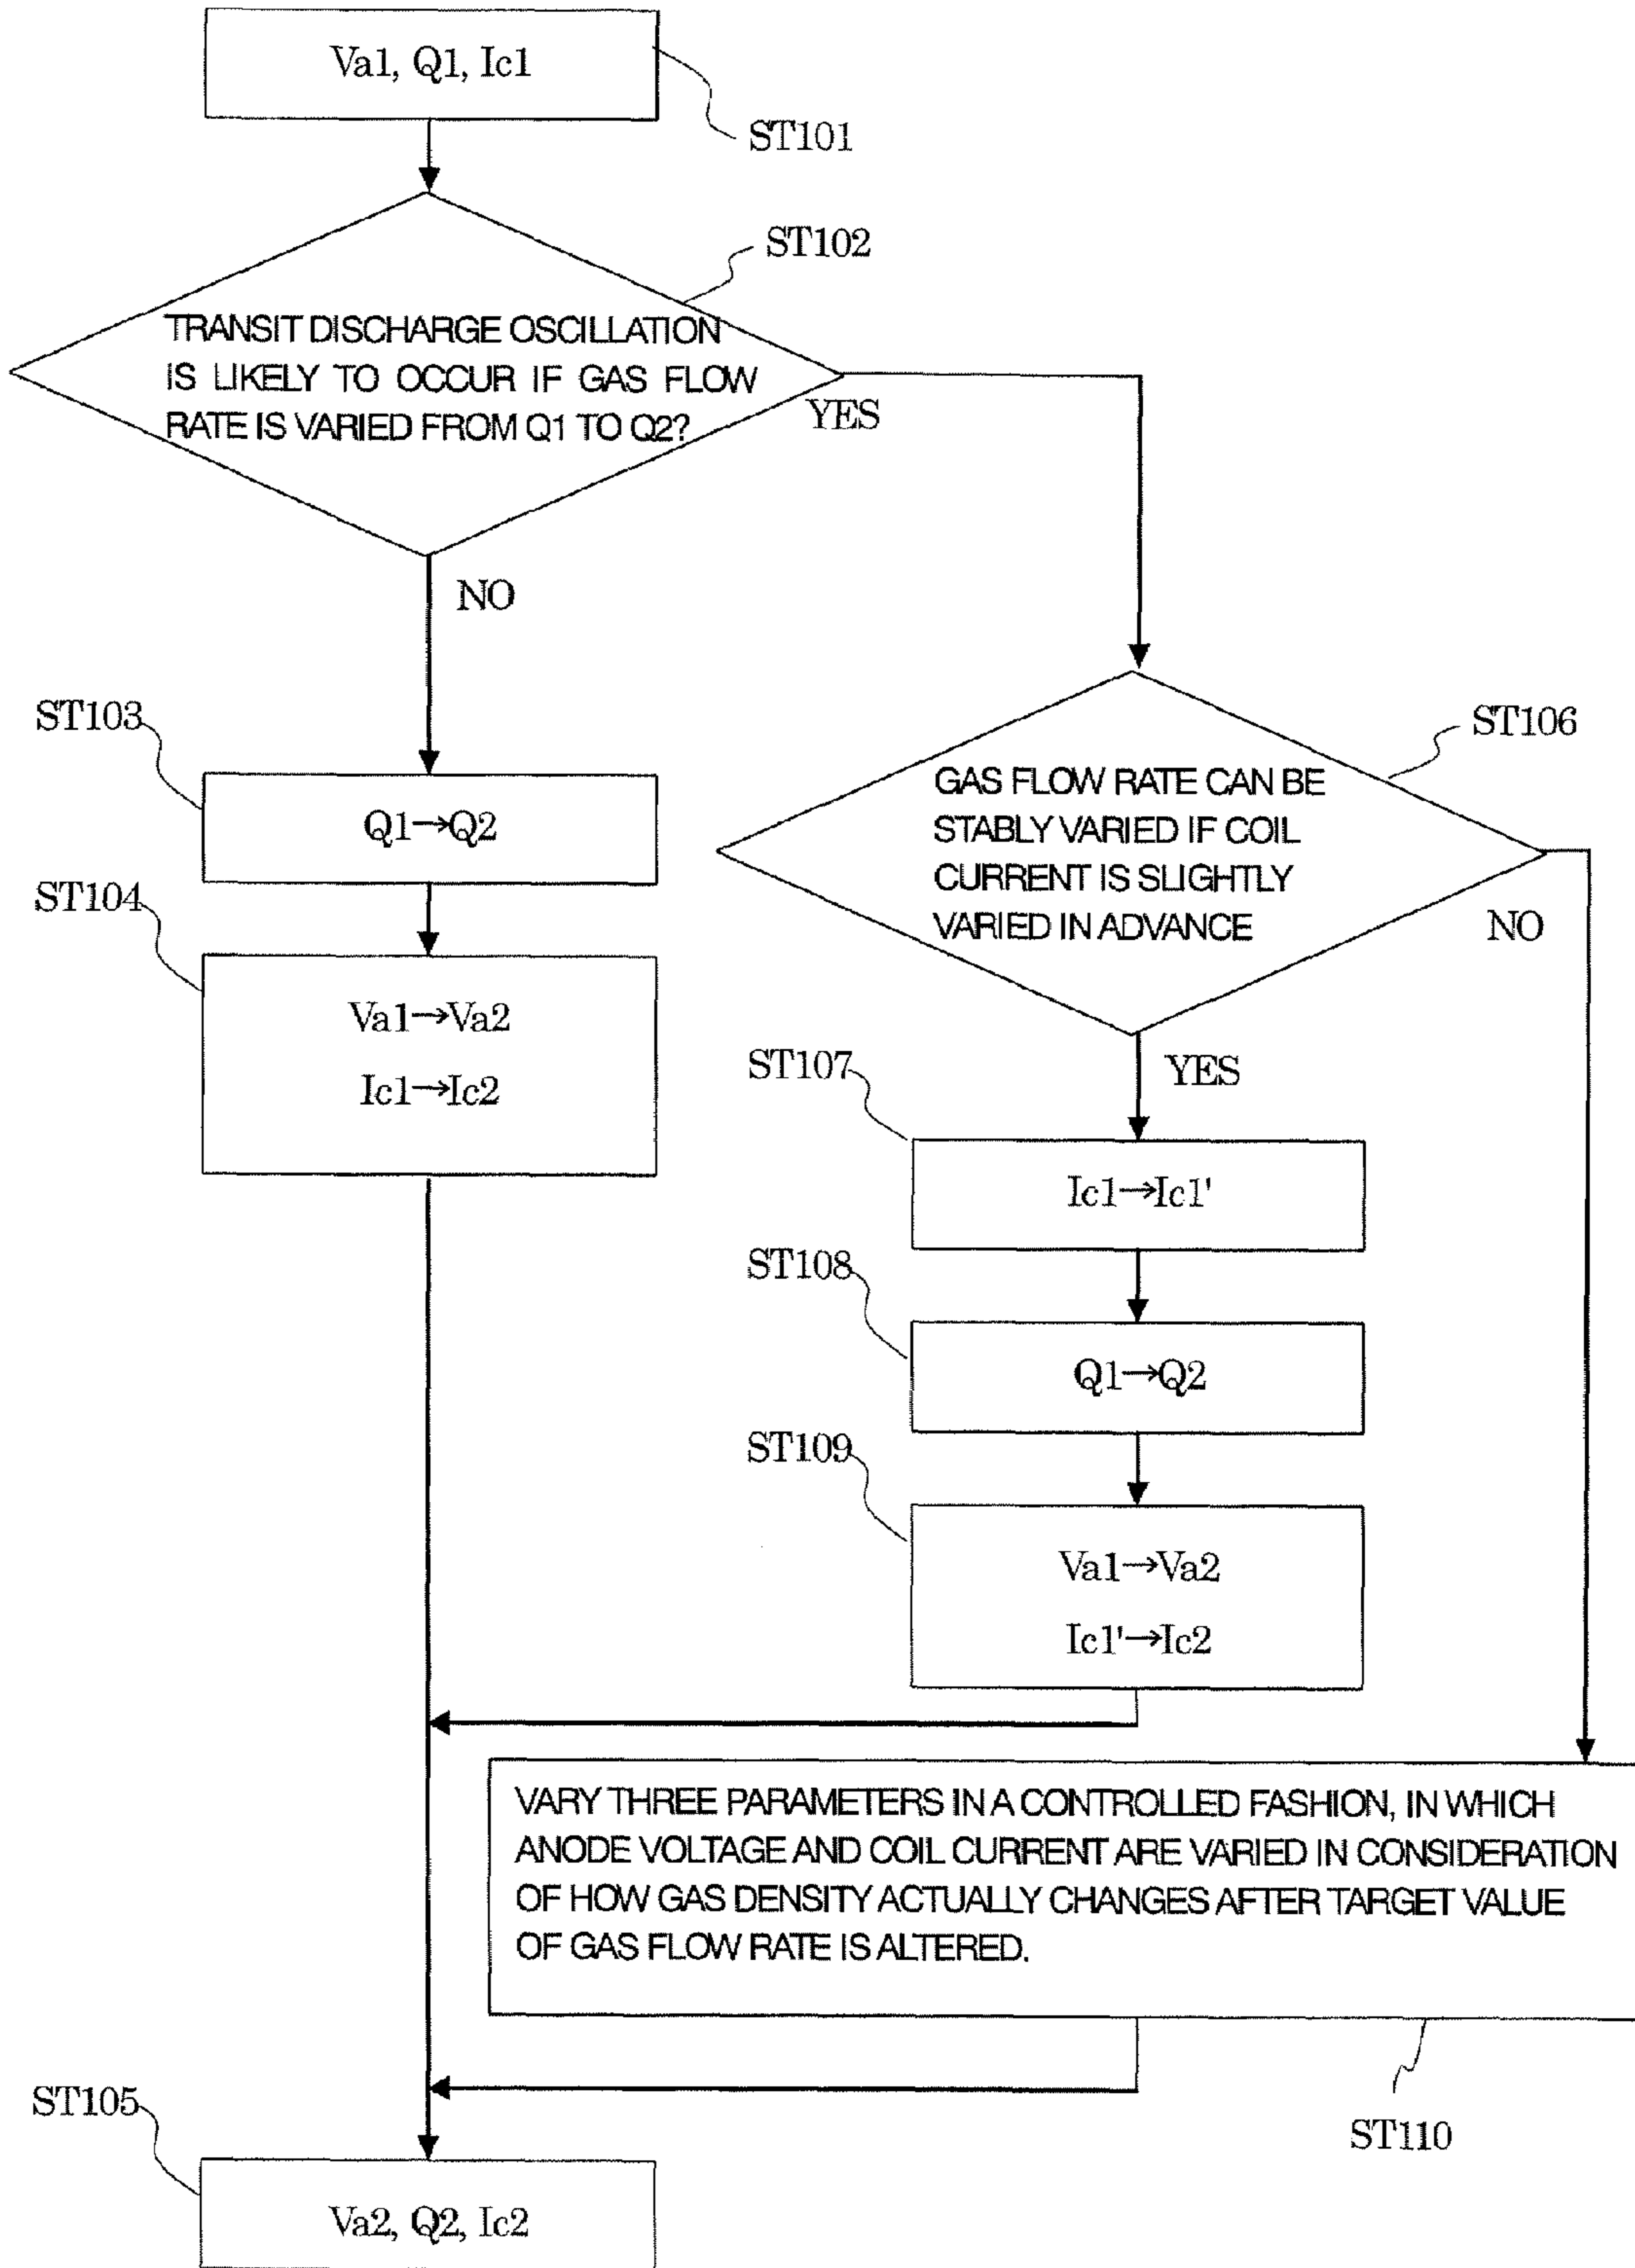 Va1, Q1, Ic1
ST101
ST102
TRANSIT DISCHARGE OSCILLATION
IS LIKELY TO OCCUR IF GAS FLOW
RATE IS VARIED FROM Q1 TO Q2?
YES
NO
ST103
Q1→Q2
ST104
Va1→Va2
Ic1→Ic2
ST106
GAS FLOW RATE CAN BE
STABLY VARIED IF COIL
CURRENT IS SLIGHTLY
VARIED IN ADVANCE
NO
YES
ST107
Ic1→Ic1'
ST108
Q1→Q2
ST109
Va1→Va2
Ic1'→Ic2
VARY THREE PARAMETERS IN A CONTROLLED FASHION, IN WHICH
ANODE VOLTAGE AND COIL CURRENT ARE VARIED IN CONSIDERATION
OF HOW GAS DENSITY ACTUALLY CHANGES AFTER TARGET VALUE
OF GAS FLOW RATE IS ALTERED.
ST110
ST105
Va2, Q2, Ic2